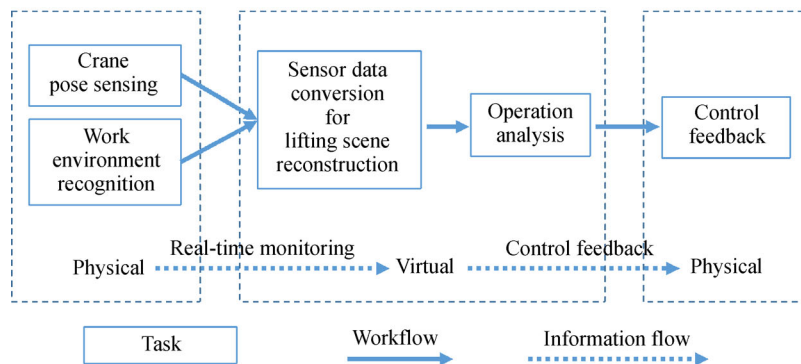 Crane
pose sensing
Work
environment
recognition
Sensor data
conversion
for
lifting scene
reconstruction
Operation
analysis
Control
feedback
Real-time monitoring
Control feedback
Physical
Virtual
Physical
Task
Workflow
Information flow